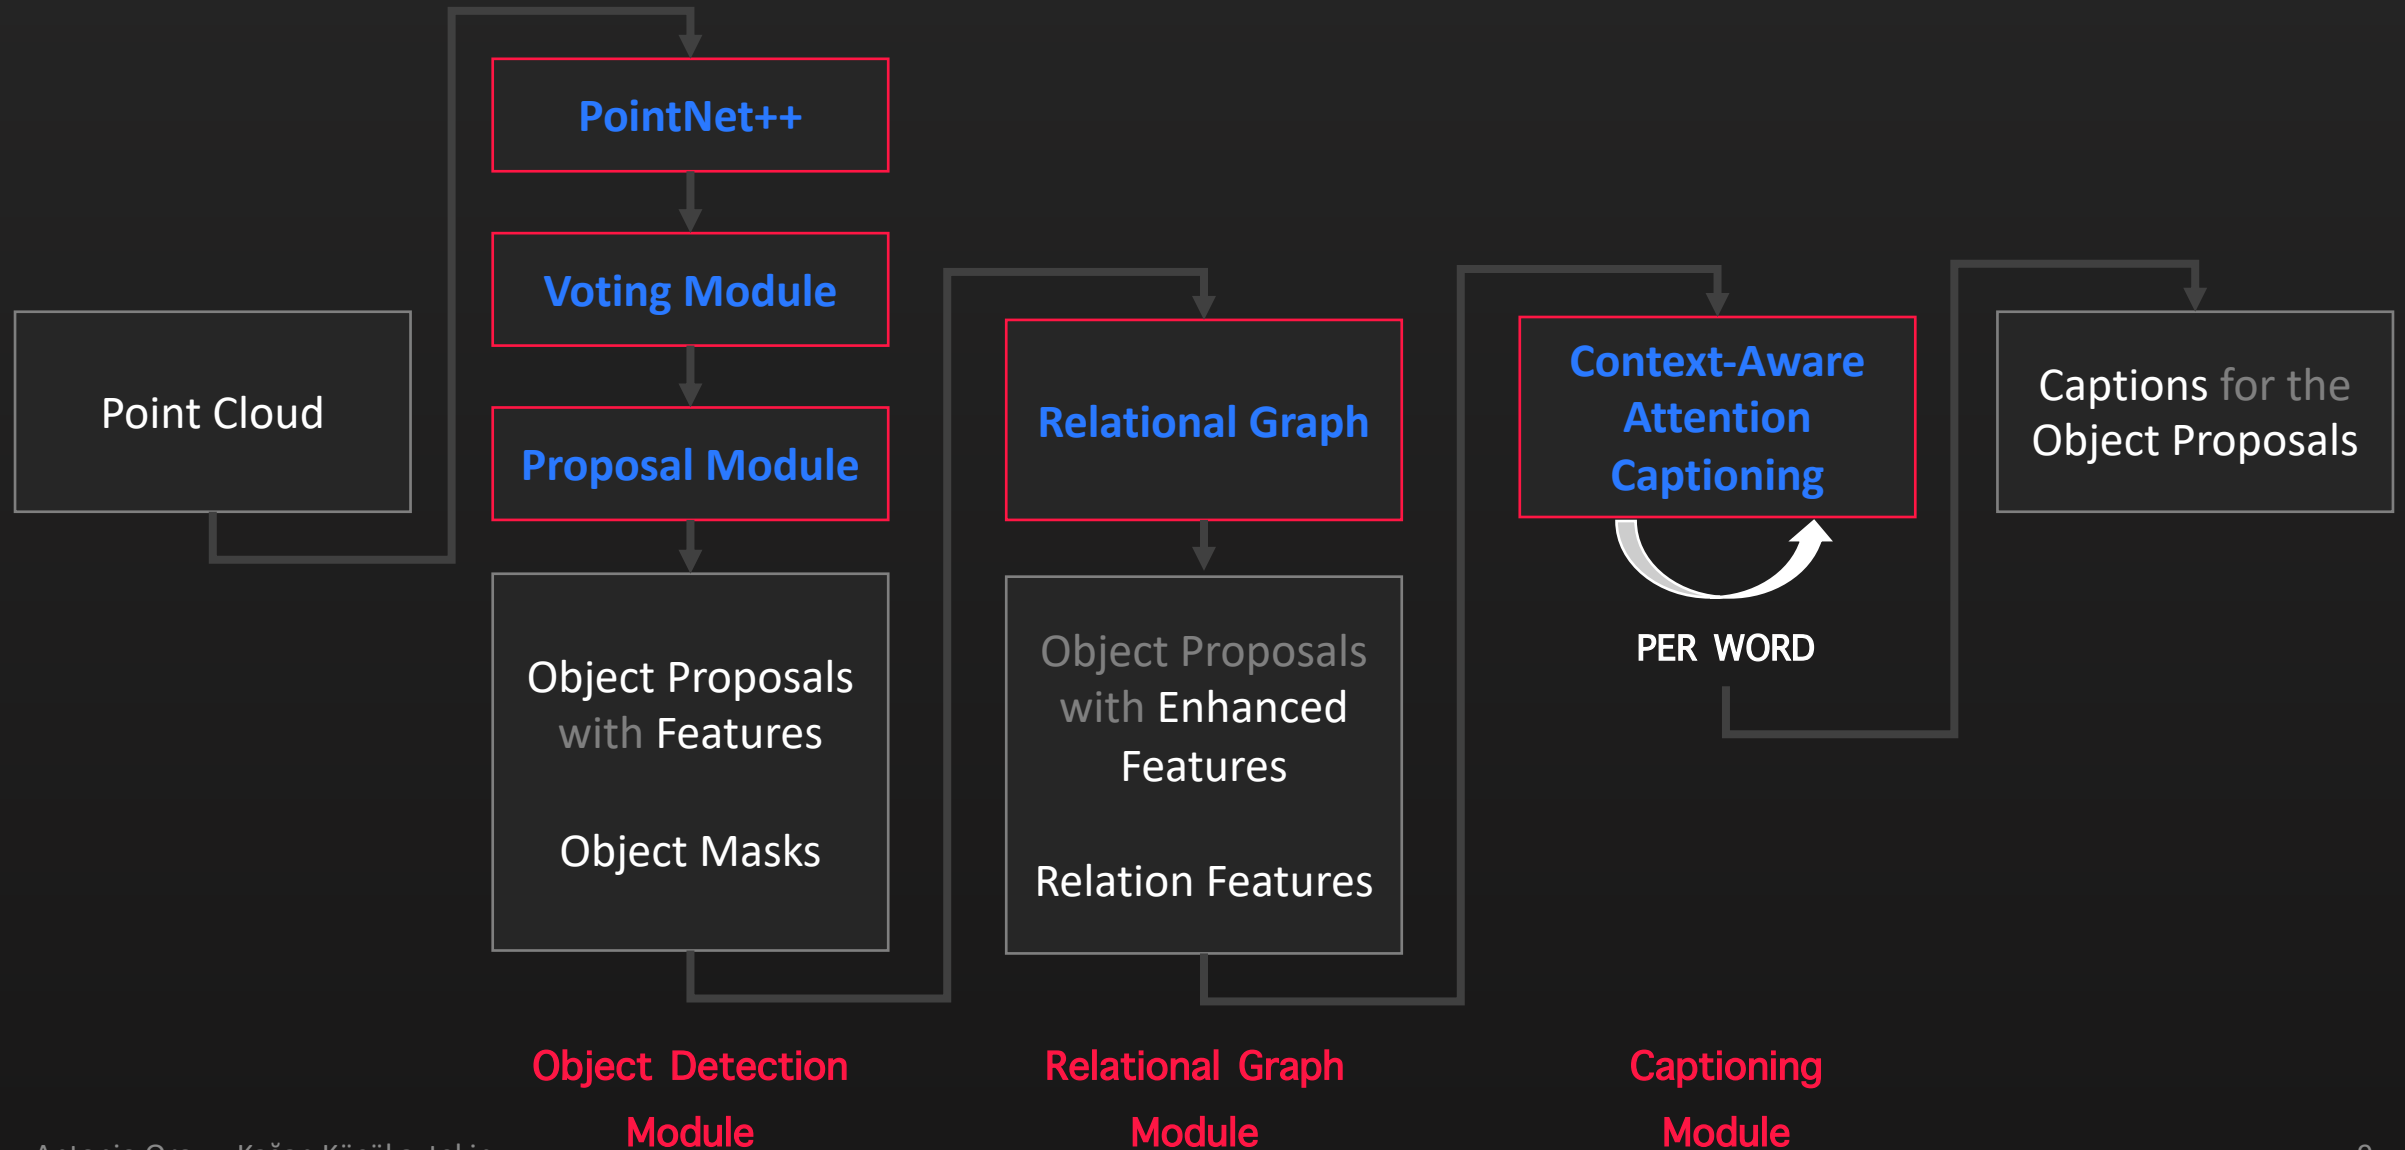 Point Cloud
PointNet++
Voting Module
Proposal Module
Object Proposals
with Features
Object Masks
Object Detection
Module
Relational Graph
Object Proposals
with Enhanced
Features
Relation Features
Relational Graph
Module
Context-Aware
Attention
Captioning
PER WORD
Captioning
Module
Captions for the
Object Proposals